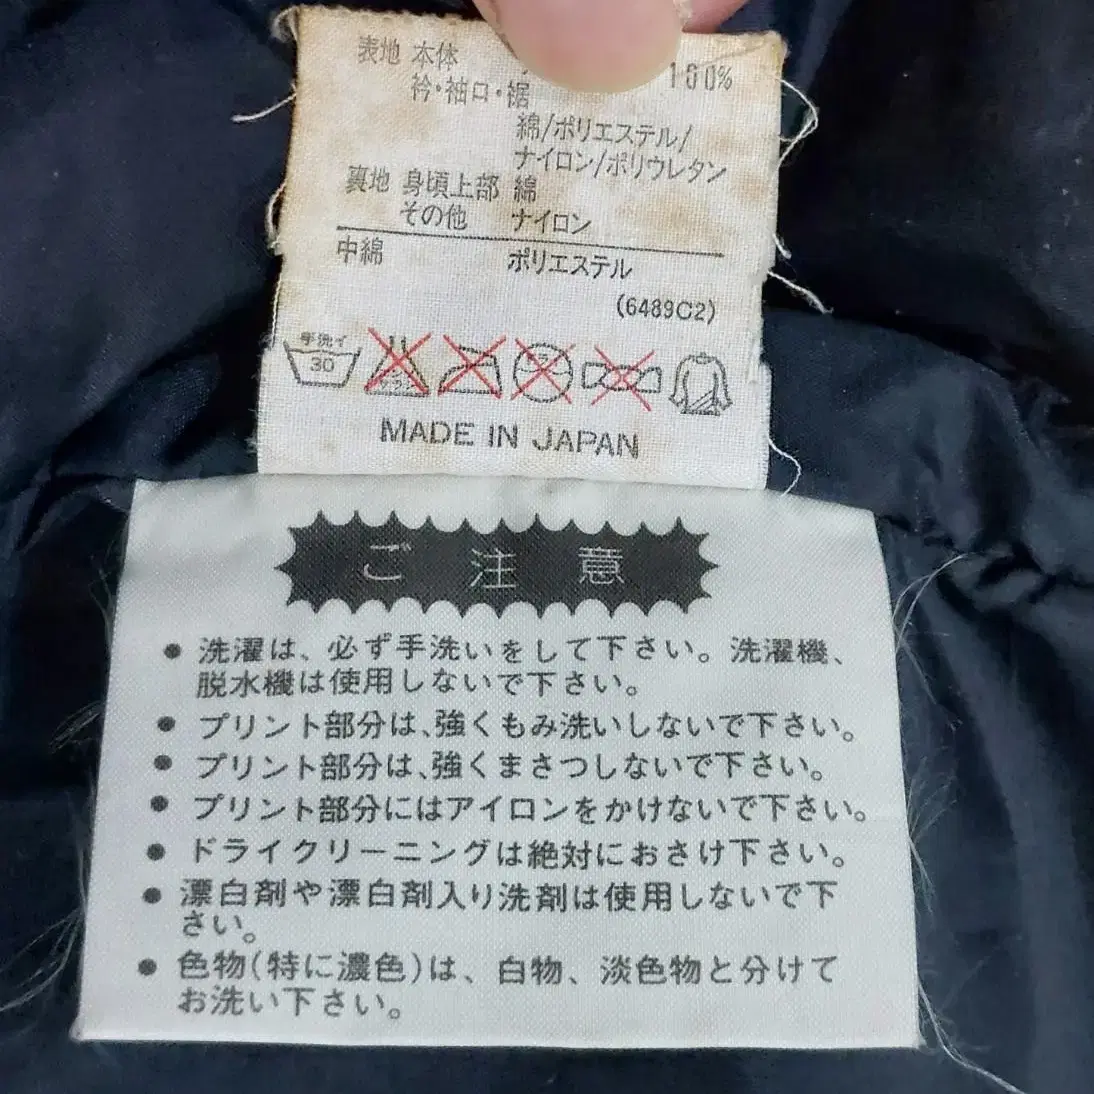 表地 本体 100%
衿・袖口・裾
綿/ポリエステル/
ナイロン/ポリウレタン
裏地 身頃上部 綿
その他 ナイロン
中綿 ポリエステル
(6489C2)
手洗イ
30
MADE IN JAPAN
ご注意
● 洗濯は、必ず手洗いをして下さい。洗濯機、
脱水機は使用しないで下さい。
● プリント部分は、強くもみ洗いしないで下さい。
● プリント部分は、強くまさつしないで下さい。
● プリント部分にはアイロンをかけないで下さい。
● ドライクリーニングは絶対におさけ下さい。
● 漂白剤や漂白剤入り洗剤は使用しないで下
さい。
● 色物(特に濃色)は、白物、淡色物と分けて
お洗い下さい。